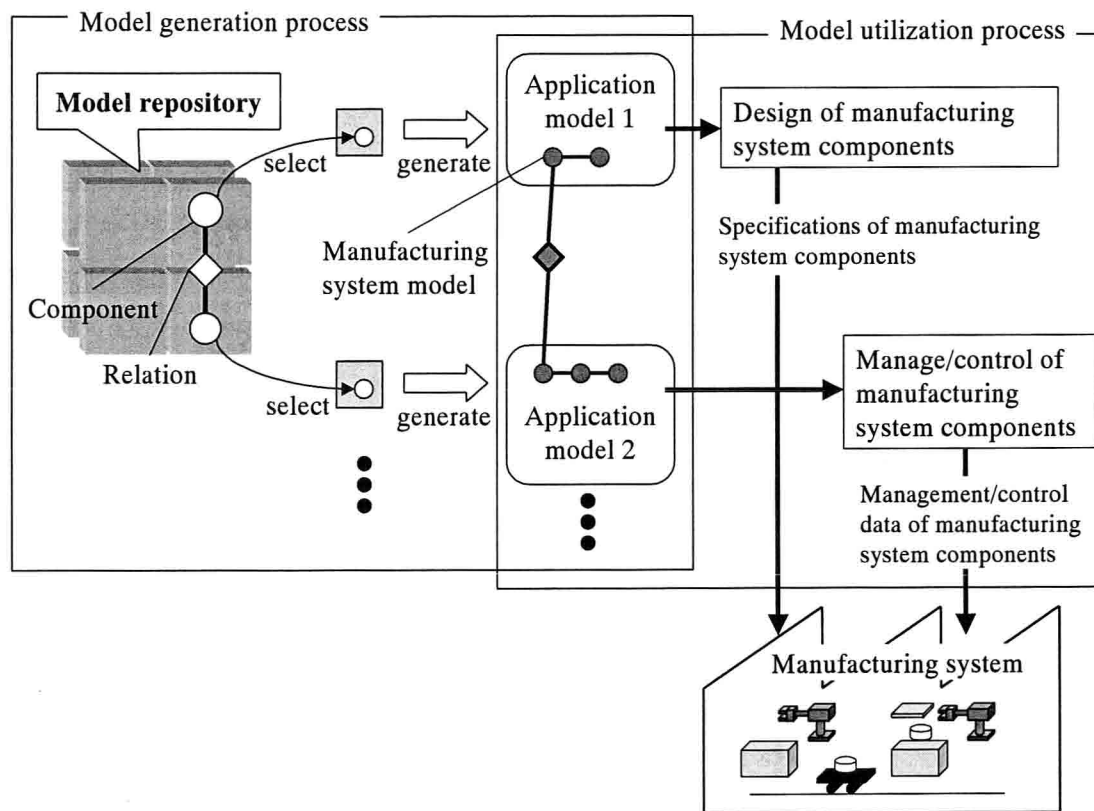 Model generation process
Model utilization process
Model repository
select
generate
Application
model 1
Design of manufacturing
system components
Specifications of manufacturing
system components
Manufacturing
system model
Component
Relation
select
generate
Application
model 2
Manage/control of
manufacturing
system components
Management/control
data of manufacturing
system components
Manufacturing system